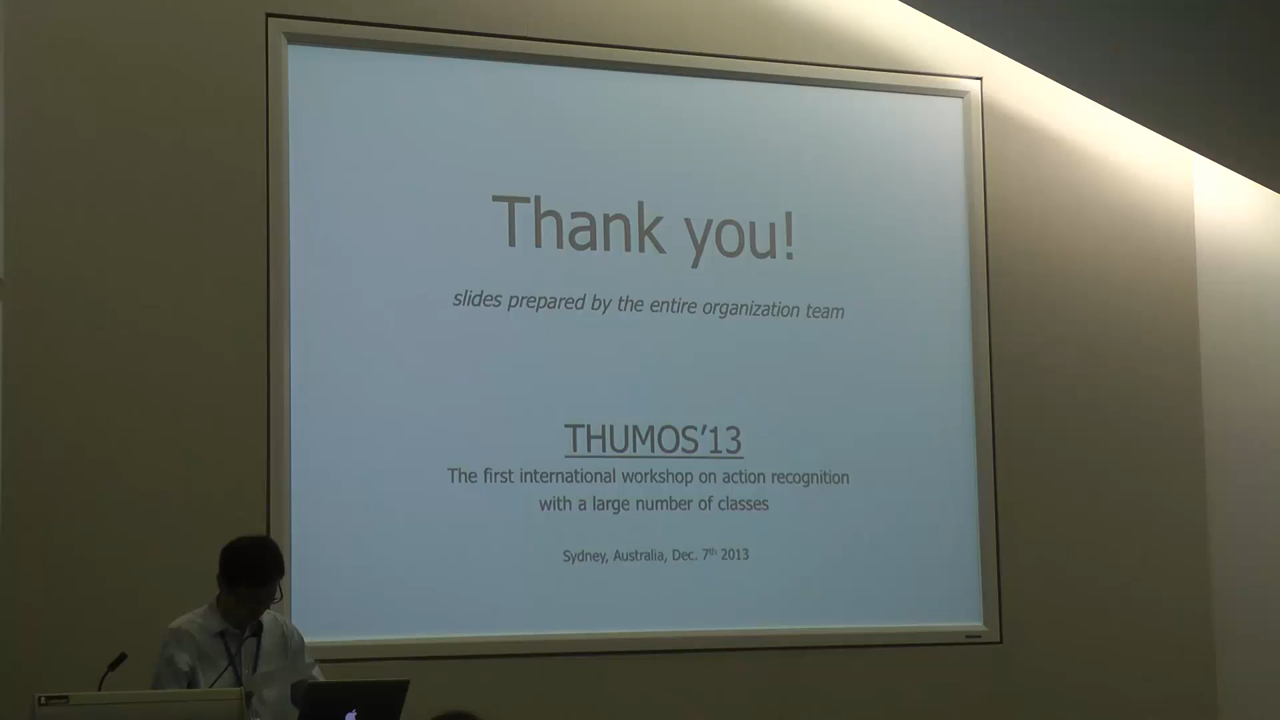 Thank you!
slides prepared by the entire organization team
THUMOS'13
The first international workshop on action recognition
with a large number of classes
Sydney, Australia, Dec. 7th 2013